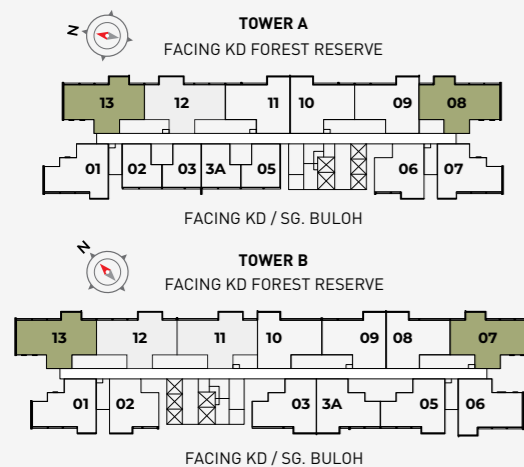 N
TOWER A
FACING KD FOREST RESERVE
13 12 11 10 09 08
01 02 03 3A 05 06 07
FACING KD / SG. BULOH
N
TOWER B
FACING KD FOREST RESERVE
13 12 11 10 09 08 07
01 02 03 3A 05 06
FACING KD / SG. BULOH